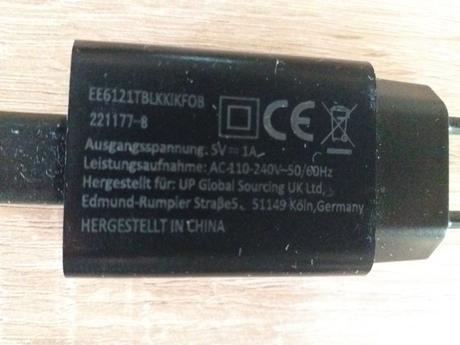 EE6121TBLKKIKFOB
221177-B
CE
Ausgangsspannung: 5V⎓1A
Leistungsaufnahme: AC-110-240V~50/60Hz
Hergestellt für: UP Global Sourcing UK Ltd,
Edmund-Rumpler Straße5, 51149 Köln,Germany
HERGESTELLT IN CHINA